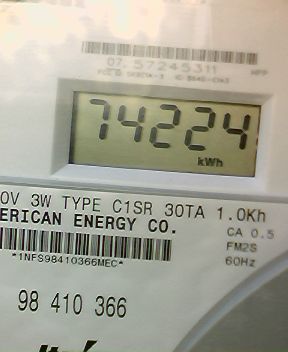 07. 57245311
74224
kWh
0V 3W TYPE C1SR 30TA 1.0Kh
ERICAN ENERGY CO.
CA 0.5
FM2S
*1NFS98410366MEC*
60Hz
98 410 366